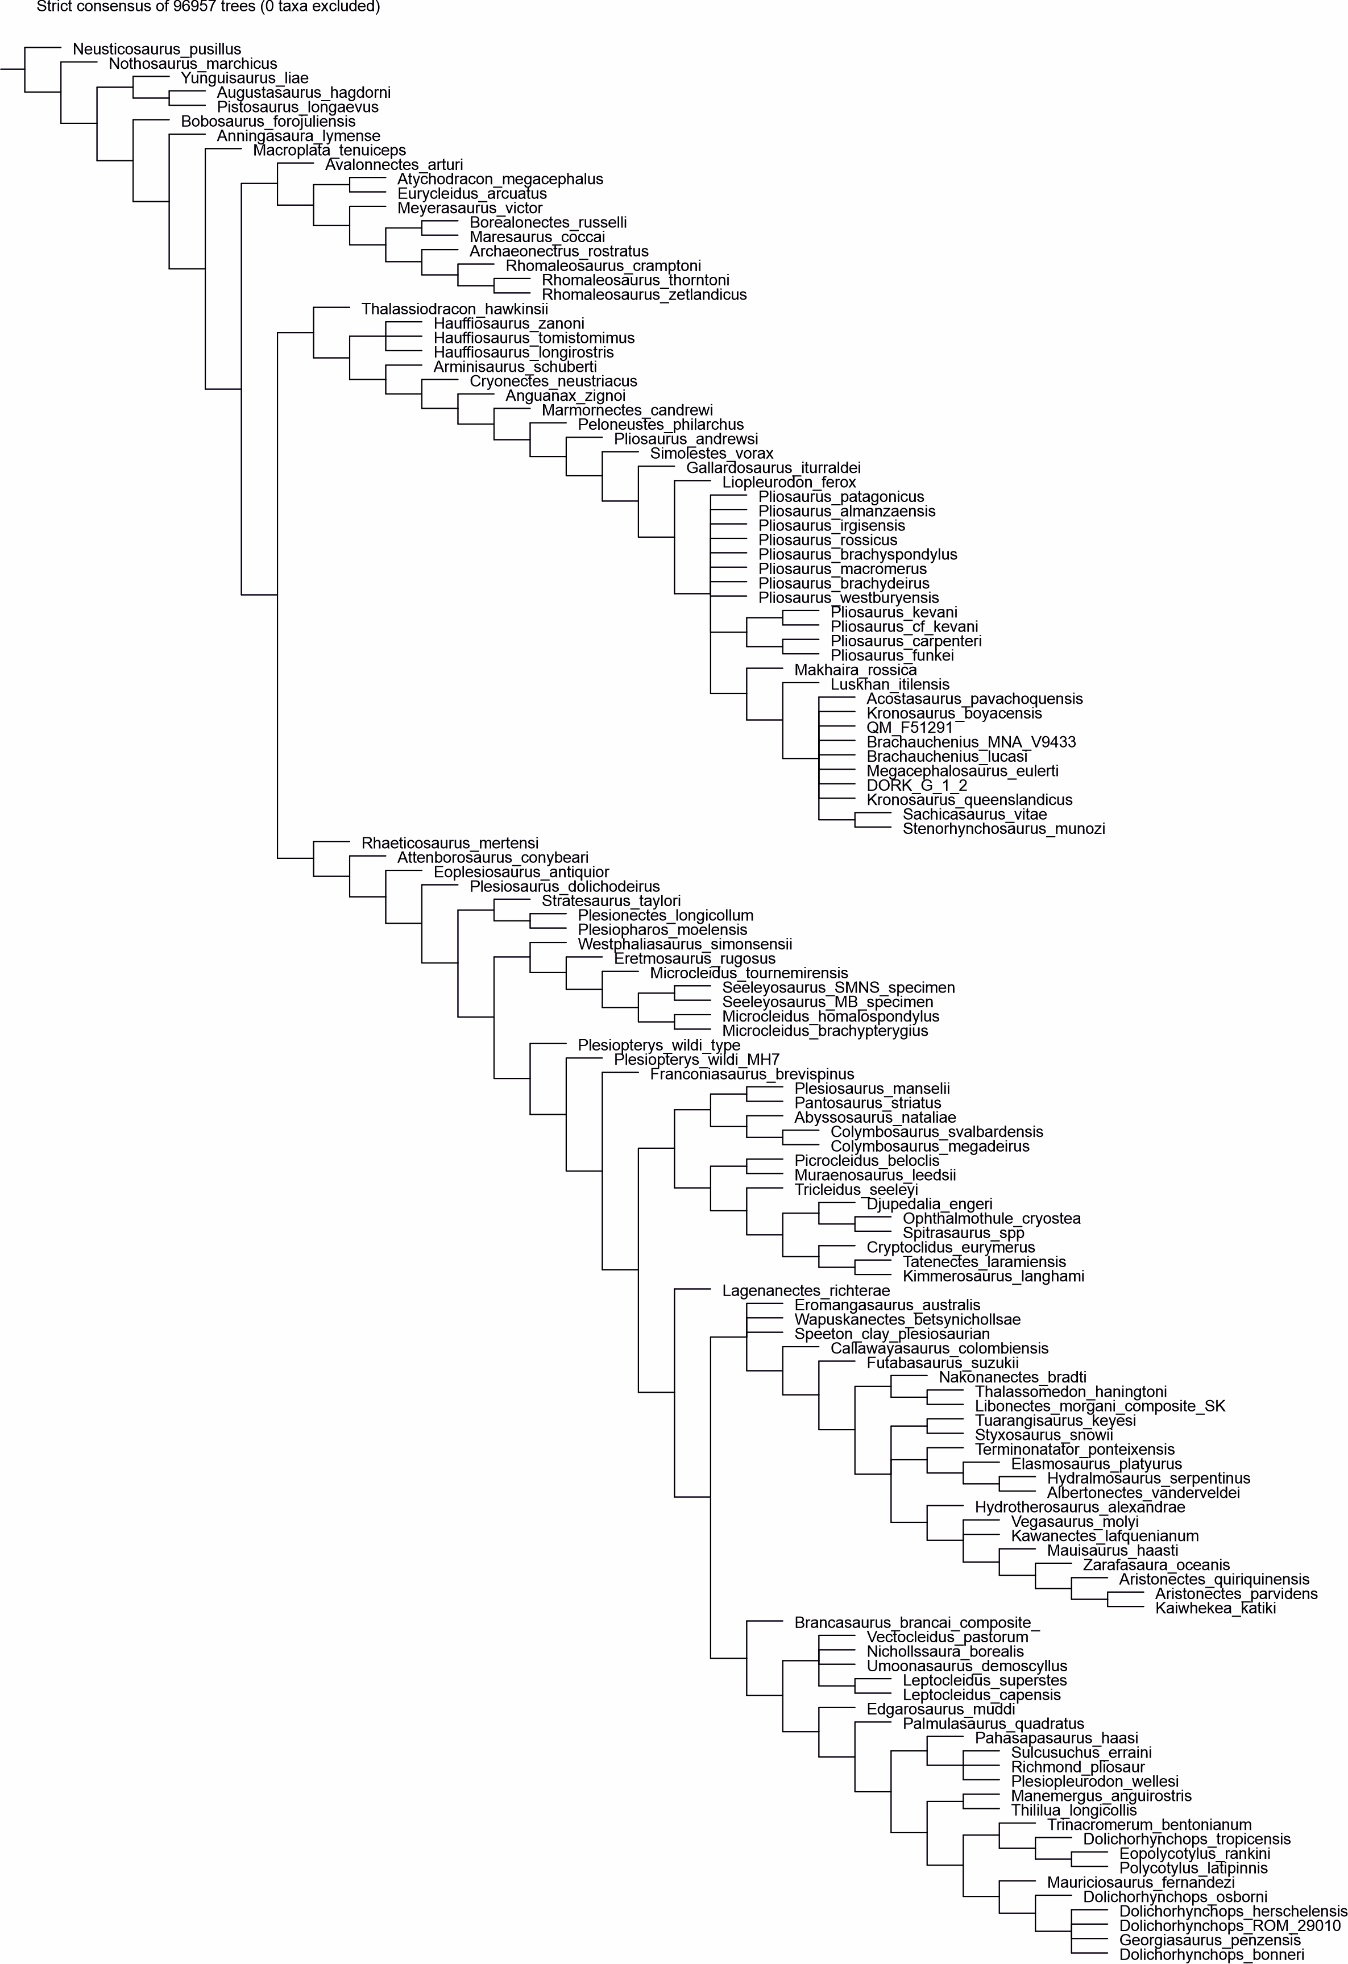 Strict consensus of 96957 trees (0 taxa excluded)
Neusticosaurus_pusillus
Nothosaurus_marchicus
Yunguisaurus_liae
Augustasaurus_hagdorni
Pistosaurus_longaevus
Bobosaurus_forojuliensis
Anningasaura_lymense
Macroplata_tenuiceps
Avalonnectes_arturi
Atychodracon_megacephalus
Eurycleidus_arcuatus
Meyerasaurus_victor
Borealonectes_russelli
Maresaurus_coccai
Archaeonectrus_rostratus
Rhomaleosaurus_cramptoni
Rhomaleosaurus_thorntoni
Rhomaleosaurus_zetlandicus
Thalassiodracon_hawkinsii
Hauffiosaurus_zanoni
Hauffiosaurus_tomistomimus
Hauffiosaurus_longirostris
Arminisaurus_schuberti
Cryonectes_neustriacus
Anguanax_zignoi
Marmornectes_candrewi
Peloneustes_philarchus
Pliosaurus_andrewsi
Simolestes_vorax
Gallardosaurus_iturraldei
Liopleurodon_ferox
Pliosaurus_patagonicus
Pliosaurus_almanzaensis
Pliosaurus_irgisensis
Pliosaurus_rossicus
Pliosaurus_brachyspondylus
Pliosaurus_macromerus
Pliosaurus_brachydeirus
Pliosaurus_westburyensis
Pliosaurus_kevani
Pliosaurus_cf_kevani
Pliosaurus_carpenteri
Pliosaurus_funkei
Makhaira_rossica
Luskhan_itilensis
Acostasaurus_pavachoquensis
Kronosaurus_boyacensis
QM_F51291
Brachauchenius_MNA_V9433
Brachauchenius_lucasi
Megacephalosaurus_eulerti
DORK_G_1_2
Kronosaurus_queenslandicus
Sachicasaurus_vitae
Stenorhynchosaurus_munozi
Rhaeticosaurus_mertensi
Attenborosaurus_conybeari
Eoplesiosaurus_antiquior
Plesiosaurus_dolichodeirus
Stratesaurus_taylori
Plesionectes_longicollum
Plesiopharos_moelensis
Westphaliasaurus_simonsensii
Eretmosaurus_rugosus
Microcleidus_tournemirensis
Seeleyosaurus_SMNS_specimen
Seeleyosaurus_MB_specimen
Microcleidus_homalospondylus
Microcleidus_brachypterygius
Plesiopterys_wildi_type
Plesiopterys_wildi_MH7
Franconiasaurus_brevispinus
Plesiosaurus_manselii
Pantosaurus_striatus
Abyssosaurus_nataliae
Colymbosaurus_svalbardensis
Colymbosaurus_megadeirus
Picrocleidus_beloclis
Muraenosaurus_leedsii
Tricleidus_seeleyi
Djupedalia_engeri
Ophthalmothule_cryostea
Spitrasaurus_spp
Cryptoclidus_eurymerus
Tatenectes_laramiensis
Kimmerosaurus_langhami
Lagenanectes_richterae
Eromangasaurus_australis
Wapuskanectes_betsynichollsae
Speeton_clay_plesiosaurian
Callawayasaurus_colombiensis
Futabasaurus_suzukii
Nakonanectes_bradti
Thalassomedon_haningtoni
Libonectes_morgani_composite_SK
Tuarangisaurus_keyesi
Styxosaurus_snowii
Terminonatator_ponteixensis
Elasmosaurus_platyurus
Hydralmosaurus_serpentinus
Albertonectes_vanderveldei
Hydrotherosaurus_alexandrae
Vegasaurus_molyi
Kawanectes_lafquenianum
Mauisaurus_haasti
Zarafasaura_oceanis
Aristonectes_quiriquinensis
Aristonectes_parvidens
Kaiwhekea_katiki
Brancasaurus_brancai_composite_
Vectocleidus_pastorum
Nichollssaura_borealis
Umoonasaurus_demoscyllus
Leptocleidus_superstes
Leptocleidus_capensis
Edgarosaurus_muddi
Palmulasaurus_quadratus
Pahasapasaurus_haasi
Sulcusuchus_erraini
Richmond_pliosaur
Plesiopleurodon_wellesi
Manemergus_anguirostris
Thililua_longicollis
Trinacromerum_bentonianum
Dolichorhynchops_tropicensis
Eopolycotylus_rankini
Polycotylus_latipinnis
Mauriciosaurus_fernandezi
Dolichorhynchops_osborni
Dolichorhynchops_herschelensis
Dolichorhynchops_ROM_29010
Georgiasaurus_penzensis
Dolichorhynchops_bonneri